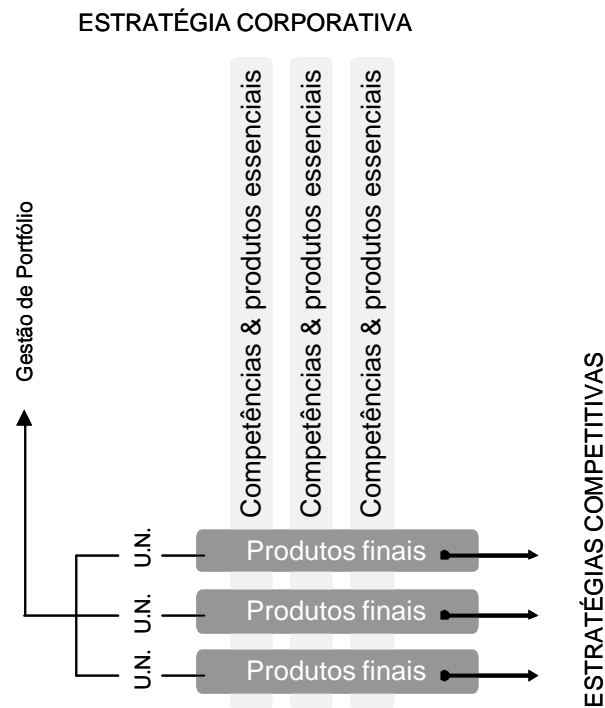 ESTRATÉGIA CORPORATIVA
Gestão de Portfólio
Competências & produtos essenciais
Competências & produtos essenciais
Competências & produtos essenciais
U.N.
Produtos finais
U.N.
Produtos finais
U.N.
Produtos finais
ESTRATÉGIAS COMPETITIVAS